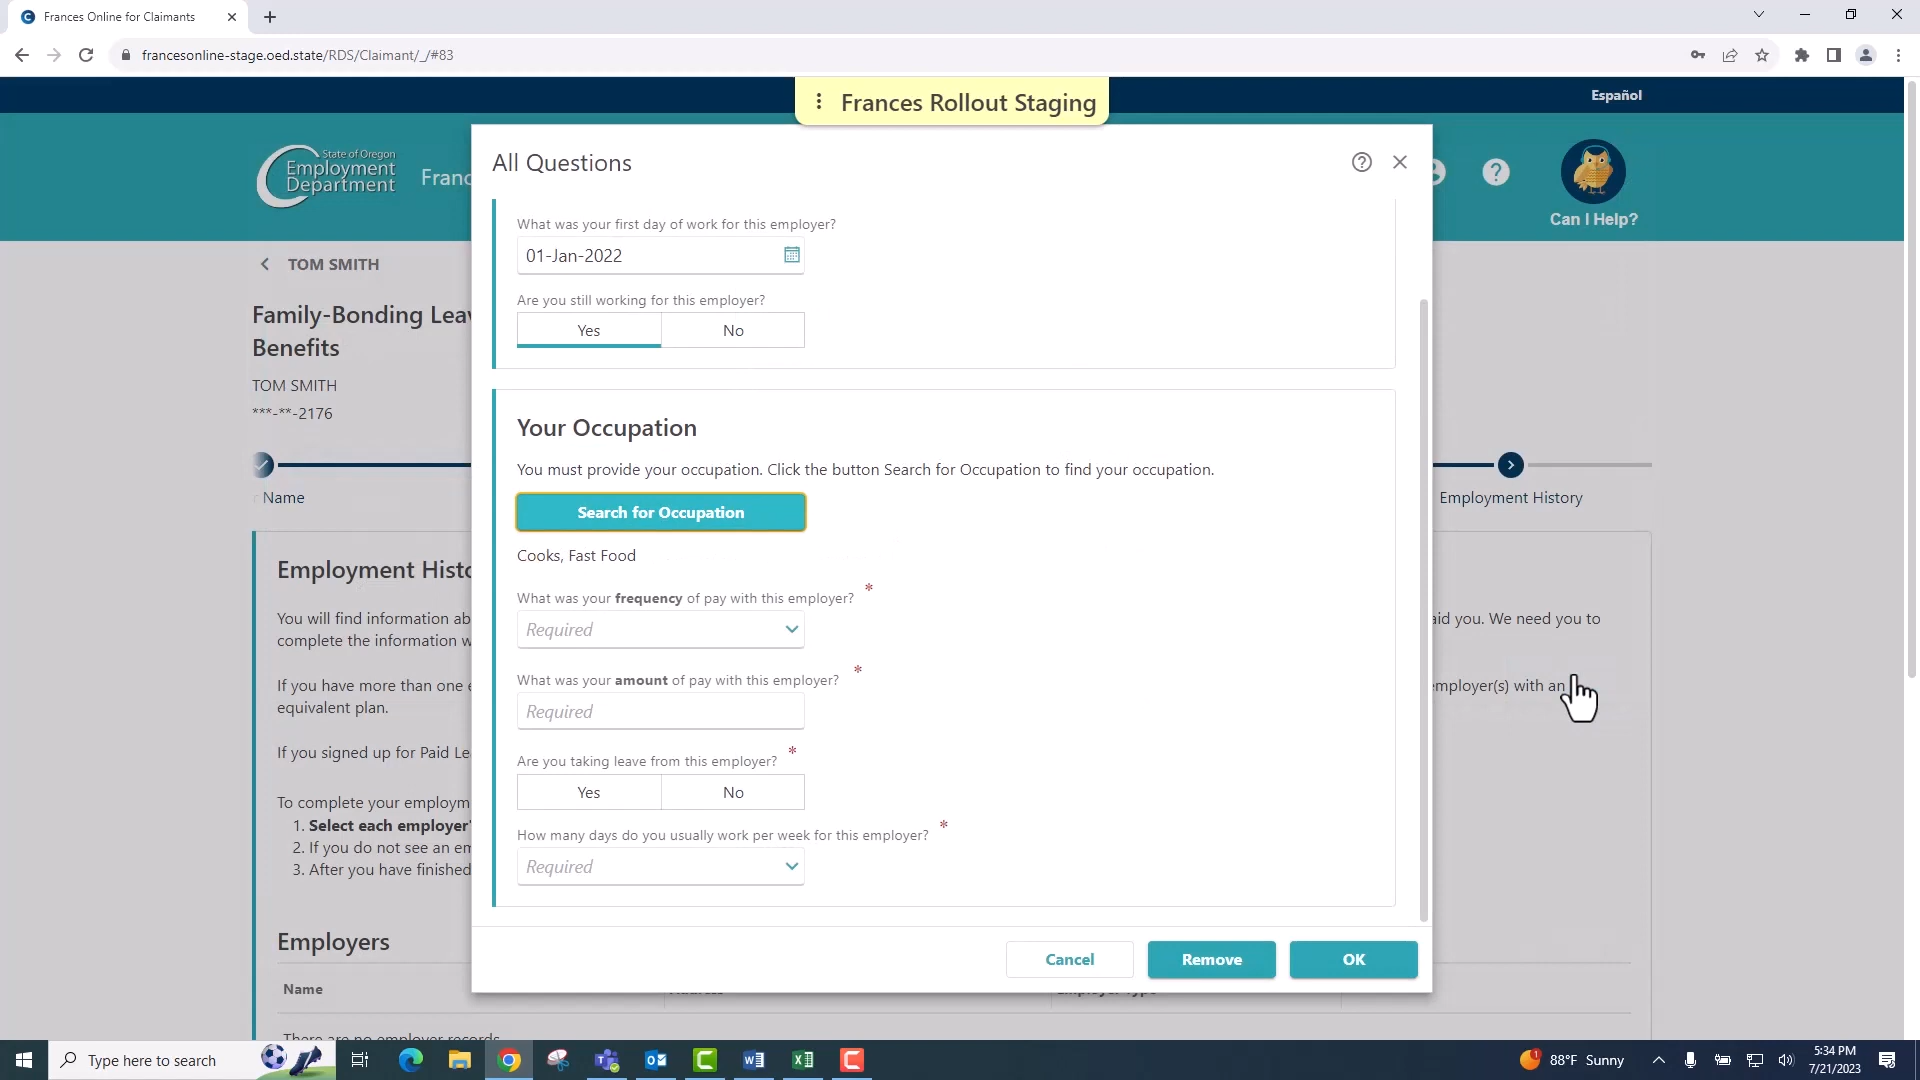 Frances Online for Claimants
francesonline-stage.oed.state/RDS/Claimant/_/#83
Español
Frances Rollout Staging
State of Oregon
Employment
Department
Franc
Can I Help?
All Questions
TOM SMITH
Family-Bonding Leav
Benefits
TOM SMITH
***-**-2176
Name
Employment History
What was your first day of work for this employer?
01-Jan-2022
Are you still working for this employer?
Yes No
Your Occupation
You must provide your occupation. Click the button Search for Occupation to find your occupation.
Search for Occupation
Cooks, Fast Food
What was your frequency of pay with this employer? *
Required
What was your amount of pay with this employer? *
Required
Are you taking leave from this employer? *
Yes No
How many days do you usually work per week for this employer? *
Required
Cancel Remove OK
Employment Histo
You will find information ab
aid you. We need you to
complete the information w
If you have more than one e
employer(s) with an
equivalent plan.
If you signed up for Paid Le
To complete your employm
1. Select each employer'
2. If you do not see an em
3. After you have finished
Employers
Name
There are no employer records
Type here to search
88°F Sunny
5:34 PM
7/21/2023